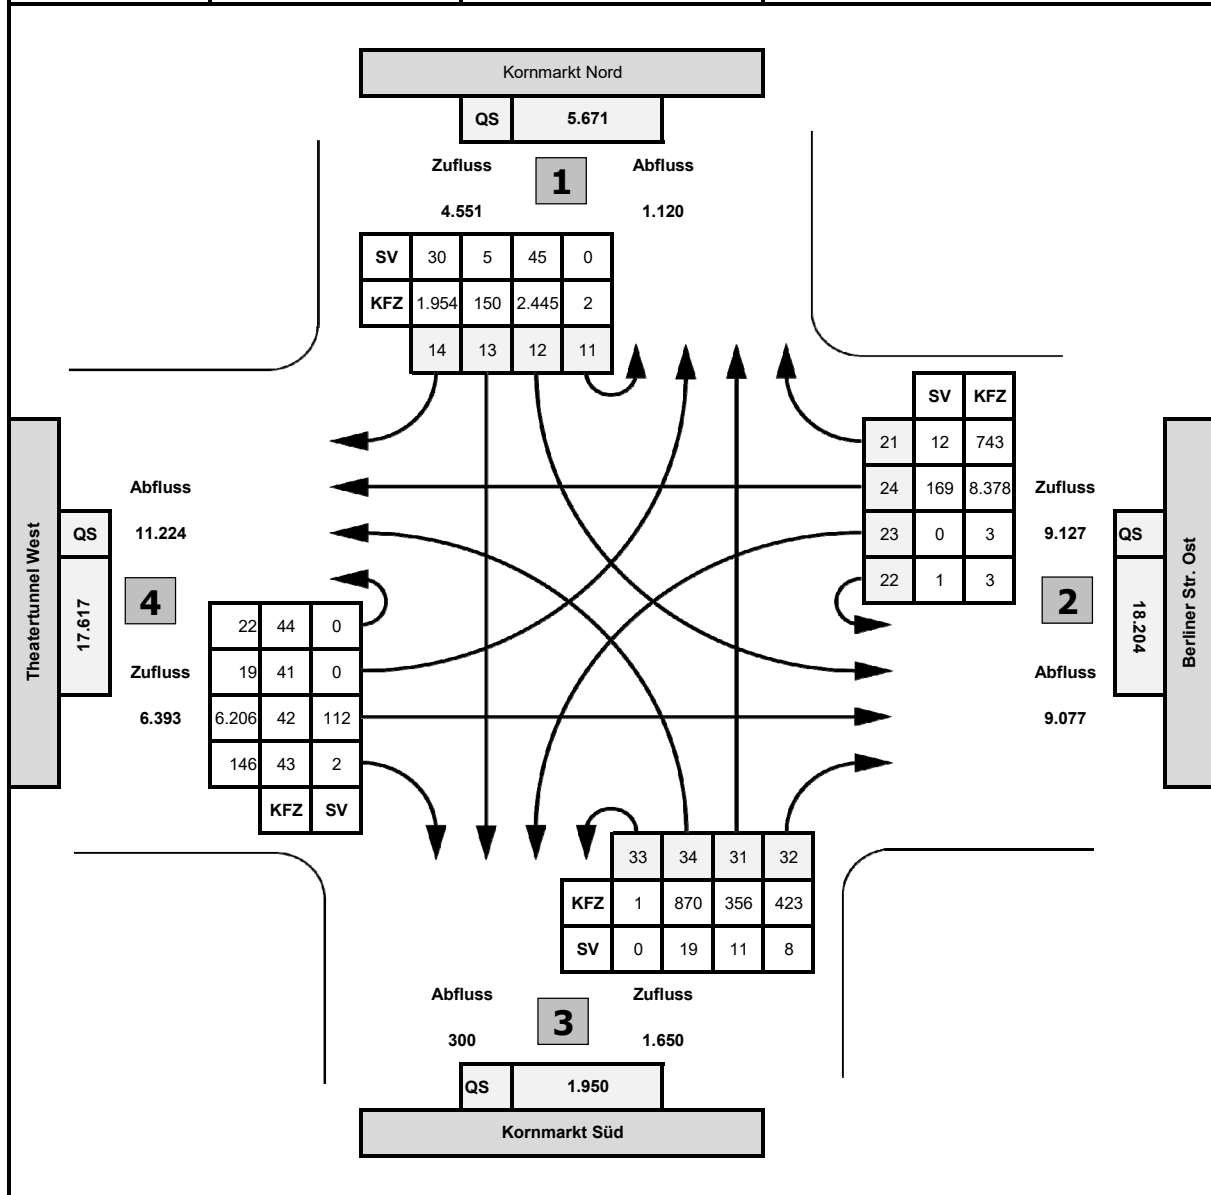 Kornmarkt Nord
QS 5.671
Zufluss 1 Abfluss
4.551 1.120
SV 30 5 45 0
KFZ 1.954 150 2.445 2
14 13 12 11
SV KFZ
21 12 743
24 169 8.378
23 0 3
22 1 3
Zufluss
9.127
2
Abfluss
9.077
QS
18.204
Berliner Str. Ost
Theatertunnel West
QS
17.617
Abfluss
11.224
4
Zufluss
6.393
22 44 0
19 41 0
6.206 42 112
146 43 2
KFZ SV
33 34 31 32
KFZ 1 870 356 423
SV 0 19 11 8
Abfluss 3 Zufluss
300 1.650
QS 1.950
Kornmarkt Süd